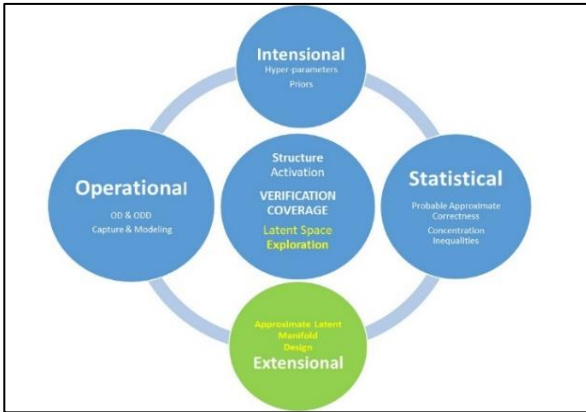 Intensional
Hyper-parameters
Priors
Operational
OD & ODD
Capture & Modeling
Structure
Activation
VERIFICATION
COVERAGE
Latent Space
Exploration
Statistical
Probable Approximate
Correctness
Concentration
Inequalities
Approximate Latent
Manifold
Design
Extensional